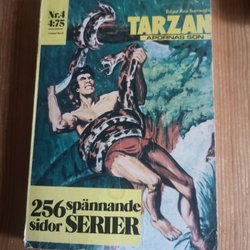 Nr.4
4:75
Edgar Rice Burroughs
TARZAN
APORNAS SON
256 spännande
sidor SERIER